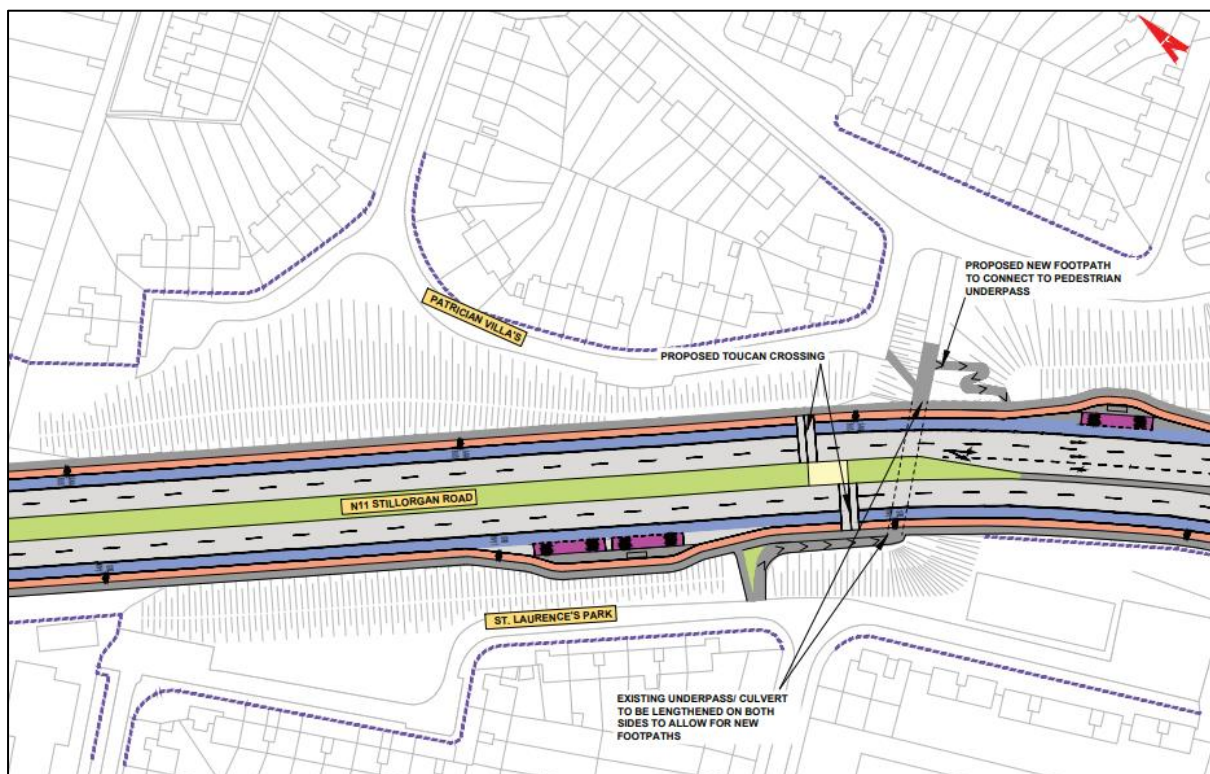 PROPOSED NEW FOOTPATH
TO CONNECT TO PEDESTRIAN
UNDERPASS
PATRICIAN VILLA'S
PROPOSED TOUCAN CROSSING
N11 STILLORGAN ROAD
ST. LAURENCE'S PARK
EXISTING UNDERPASS/ CULVERT
TO BE LENGTHENED ON BOTH
SIDES TO ALLOW FOR NEW
FOOTPATHS